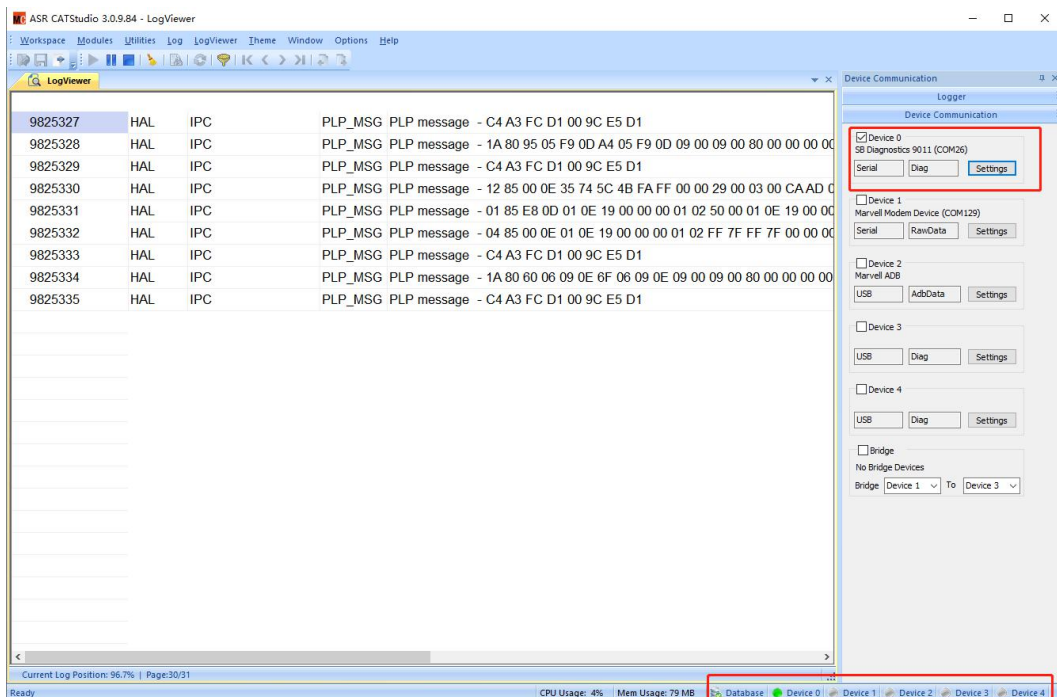 ASR CATStudio 3.0.9.84 - LogViewer
Workspace Modules Utilities Log LogViewer Theme Window Options Help
LogViewer
9825327 HAL IPC PLP_MSG PLP message - C4 A3 FC D1 00 9C E5 D1
9825328 HAL IPC PLP_MSG PLP message - 1A 80 95 05 F9 0D A4 05 F9 0D 09 00 09 00 80 00 00 00 00
9825329 HAL IPC PLP_MSG PLP message - C4 A3 FC D1 00 9C E5 D1
9825330 HAL IPC PLP_MSG PLP message - 12 85 00 0E 35 74 5C 4B FA FF 00 00 29 00 03 00 CA AD
9825331 HAL IPC PLP_MSG PLP message - 01 85 E8 0D 01 0E 19 00 00 00 01 02 50 00 01 0E 19 00 00
9825332 HAL IPC PLP_MSG PLP message - 04 85 00 0E 01 0E 19 00 00 00 01 02 FF 7F FF 7F 00 00 00
9825333 HAL IPC PLP_MSG PLP message - C4 A3 FC D1 00 9C E5 D1
9825334 HAL IPC PLP_MSG PLP message - 1A 80 60 06 09 0E 6F 06 09 0E 09 00 09 00 80 00 00 00 00
9825335 HAL IPC PLP_MSG PLP message - C4 A3 FC D1 00 9C E5 D1
Current Log Position: 96.7% | Page:30/31
Device Communication
Logger
Device Communication
Device 0
SB Diagnostics 9011 (COM26)
Serial Diag Settings
Device 1
Marvell Modem Device (COM129)
Serial RawData Settings
Device 2
Marvell ADB
USB AdbData Settings
Device 3
USB Diag Settings
Device 4
USB Diag Settings
Bridge
No Bridge Devices
Bridge Device 1 To Device 3
Ready CPU Usage: 4% Mem Usage: 79 MB Database Device 0 Device 1 Device 2 Device 3 Device 4